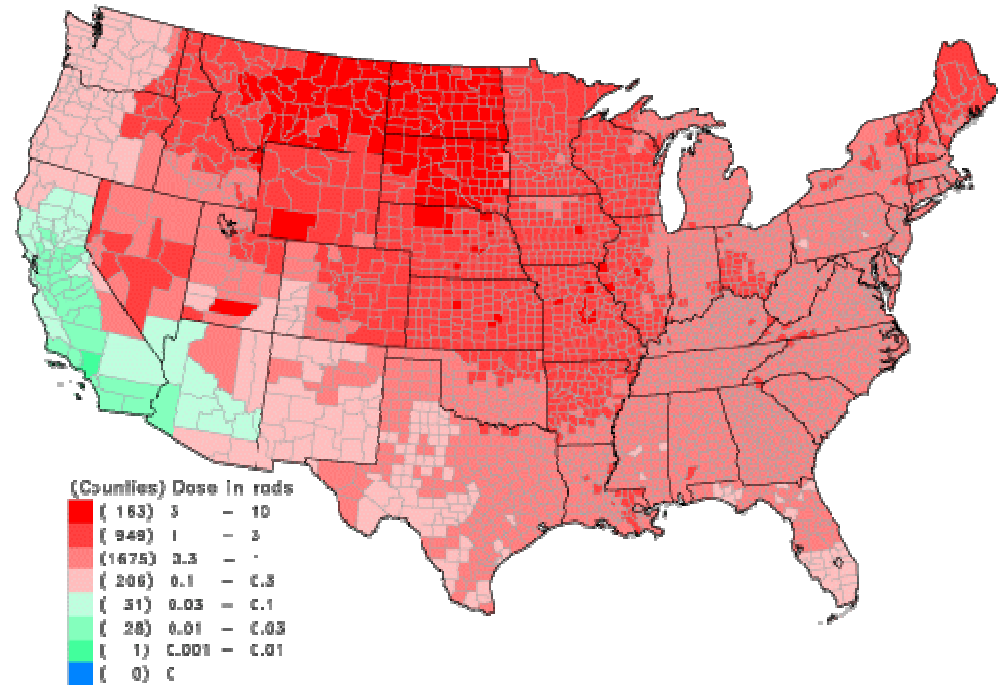 (Counties) Dose in rads
( 163) 3 - 10
( 949) 1 - 3
(1675) 0.3 -
( 206) 0.1 - 0.3
( 31) 0.03 - 0.1
( 28) 0.01 - 0.03
( 1) 0.001 - 0.01
( 0) 0